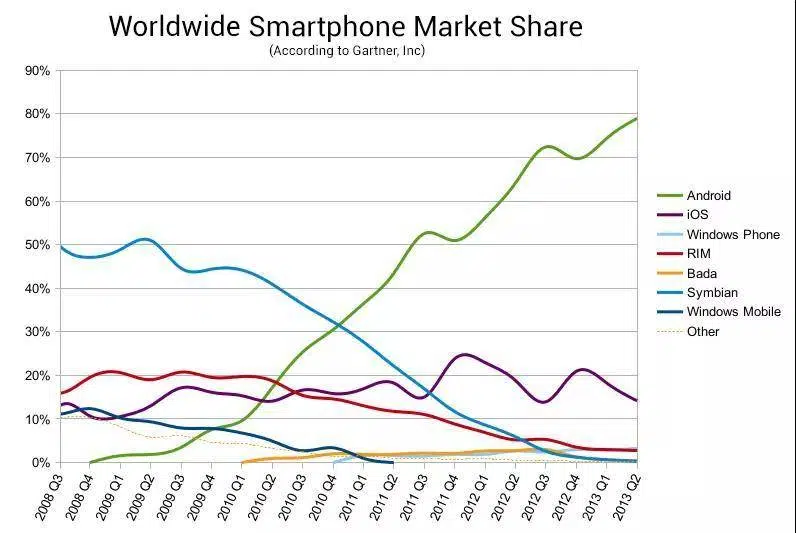 Worldwide Smartphone Market Share
(According to Gartner, Inc)
90%
80%
70%
60%
50%
40%
30%
20%
10%
0%
2008 Q3
2008 Q4
2009 Q1
2009 Q2
2009 Q3
2009 Q4
2010 Q1
2010 Q2
2010 Q3
2010 Q4
2011 Q1
2011 Q2
2011 Q3
2011 Q4
2012 Q1
2012 Q2
2012 Q3
2012 Q4
2013 Q1
2013 Q2
Android
iOS
Windows Phone
RIM
Bada
Symbian
Windows Mobile
Other